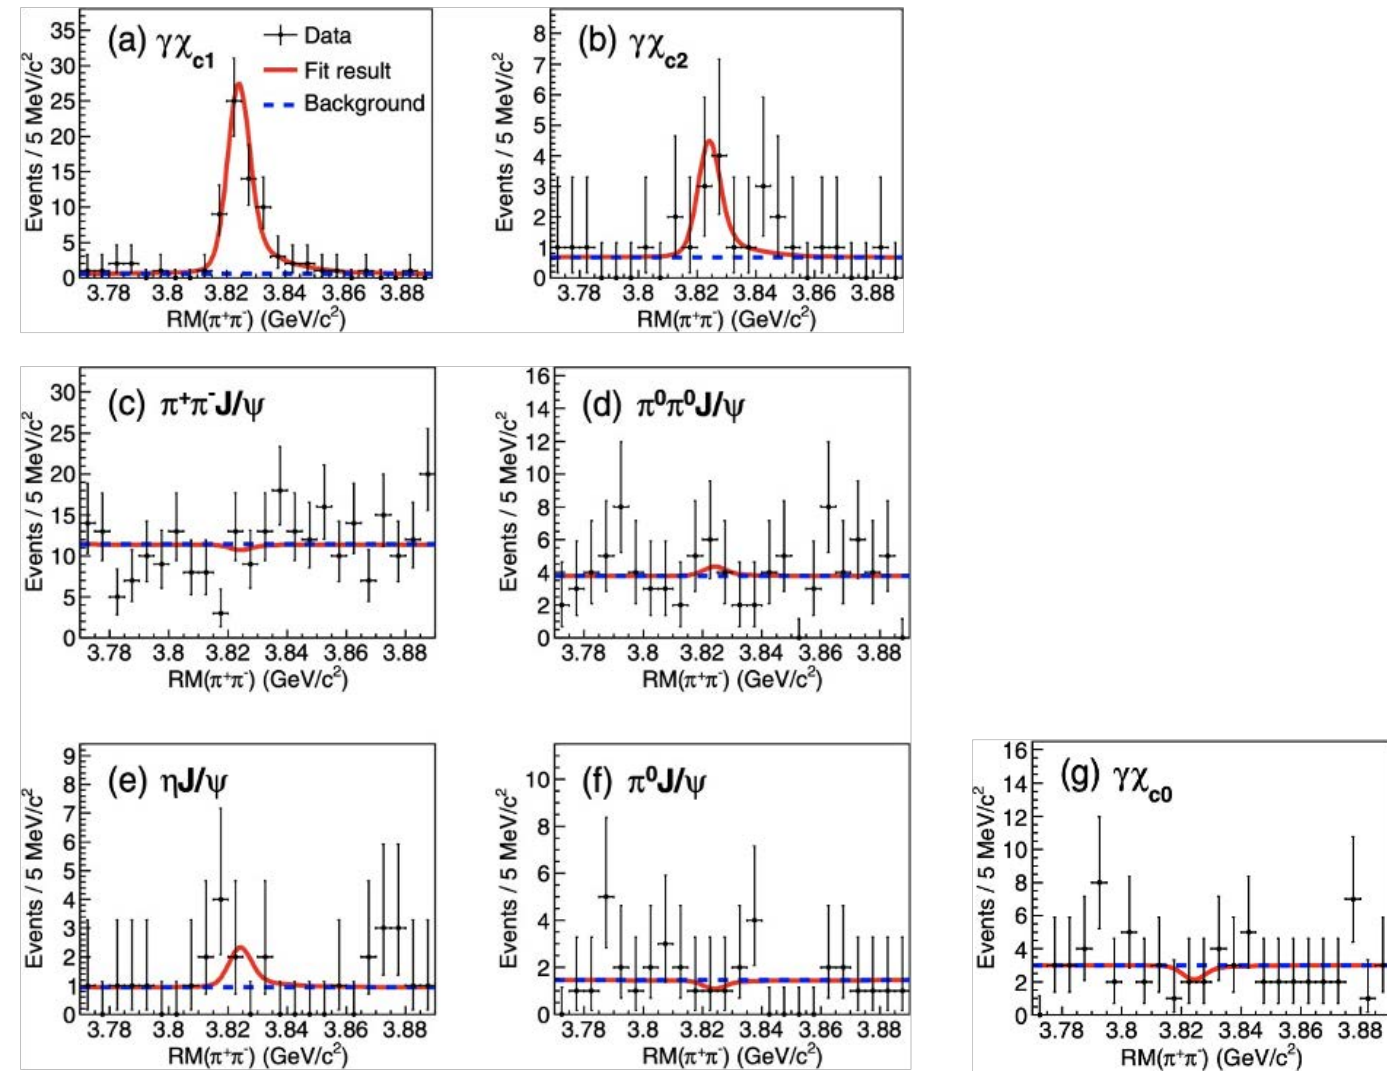 (a) γχc1
Data
Fit result
Background
Events / 5 MeV/c²
35
30
25
20
15
10
5
0
3.78 3.8 3.82 3.84 3.86 3.88
RM(π⁺π⁻) (GeV/c²)
(b) γχc2
Events / 5 MeV/c²
8
7
6
5
4
3
2
1
0
3.78 3.8 3.82 3.84 3.86 3.88
RM(π⁺π⁻) (GeV/c²)
(c) π⁺π⁻J/ψ
Events / 5 MeV/c²
30
25
20
15
10
5
0
3.78 3.8 3.82 3.84 3.86 3.88
RM(π⁺π⁻) (GeV/c²)
(d) π⁰π⁰J/ψ
Events / 5 MeV/c²
16
14
12
10
8
6
4
2
0
3.78 3.8 3.82 3.84 3.86 3.88
RM(π⁺π⁻) (GeV/c²)
(e) ηJ/ψ
Events / 5 MeV/c²
9
8
7
6
5
4
3
2
1
0
3.78 3.8 3.82 3.84 3.86 3.88
RM(π⁺π⁻) (GeV/c²)
(f) π⁰J/ψ
Events / 5 MeV/c²
10
8
6
4
2
0
3.78 3.8 3.82 3.84 3.86 3.88
RM(π⁺π⁻) (GeV/c²)
(g) γχc0
Events / 5 MeV/c²
16
14
12
10
8
6
4
2
0
3.78 3.8 3.82 3.84 3.86 3.88
RM(π⁺π⁻) (GeV/c²)